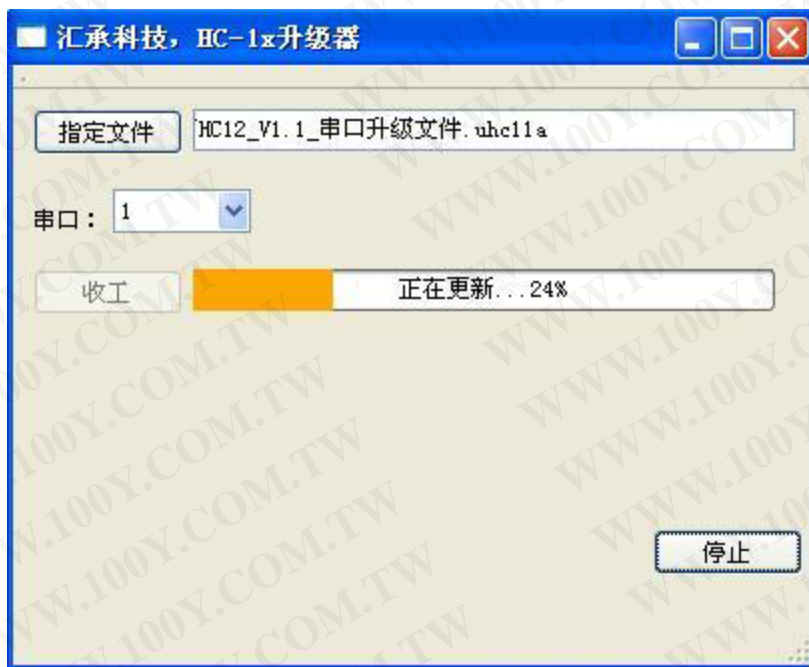 汇承科技，HC-1x升级器
指定文件 HC12_V1.1_串口升级文件.uhc11a
串口： 1
收工 正在更新...24%
停止
WWW.100Y.COM.TW